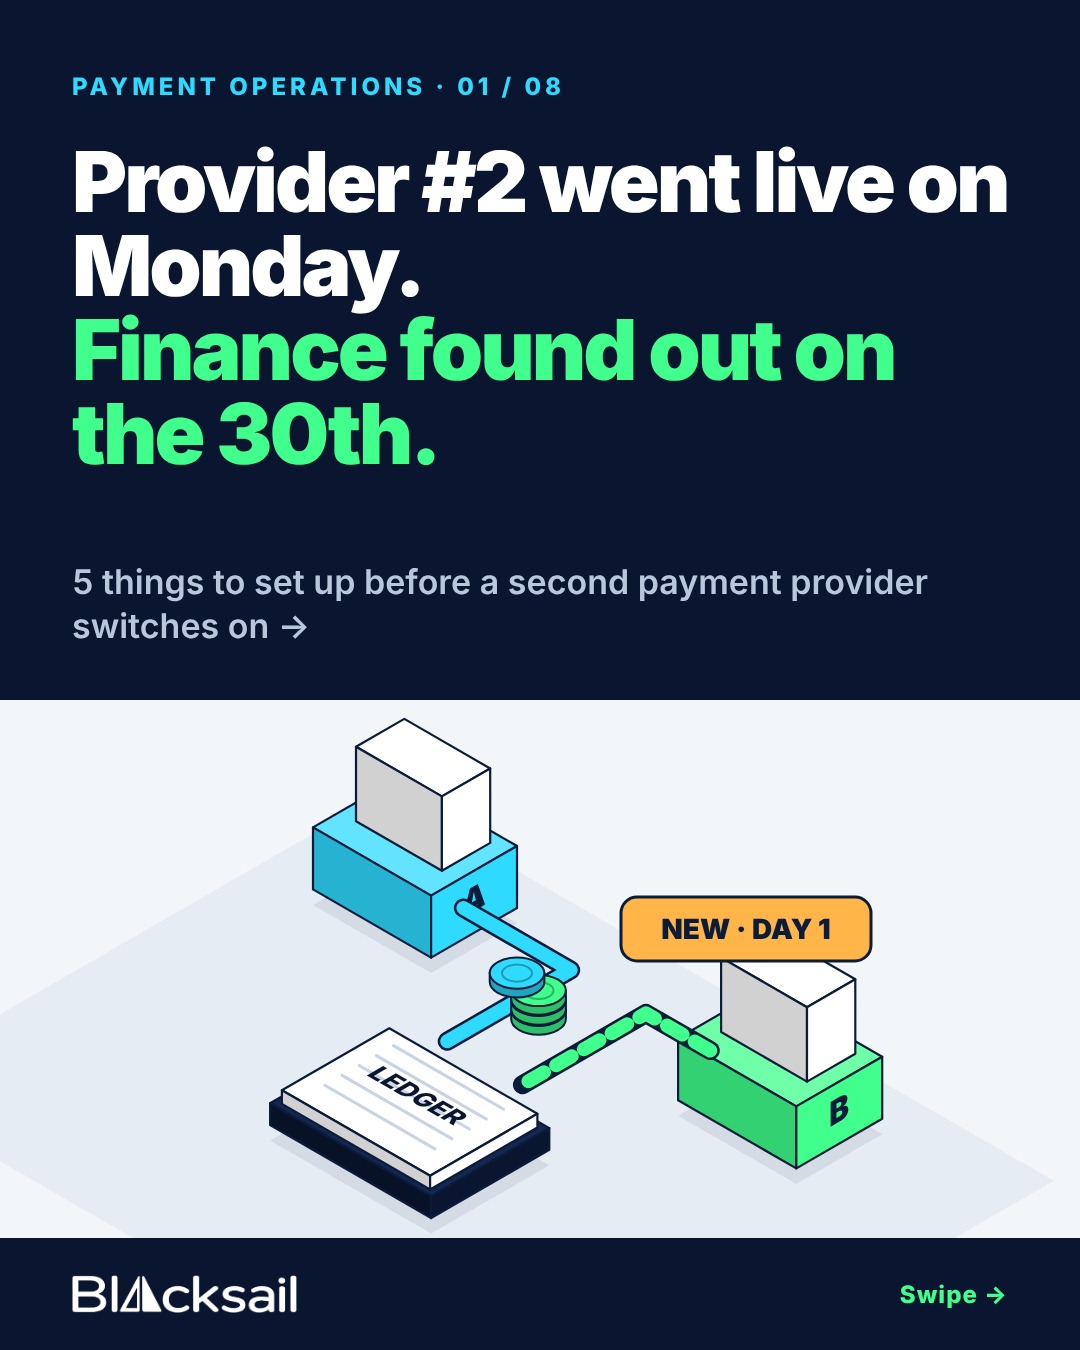 PAYMENT OPERATIONS · 01 / 08
Provider #2 went live on
Monday.
Finance found out on
the 30th.
5 things to set up before a second payment provider
switches on →
A
NEW · DAY 1
LEDGER
B
Blacksail
Swipe →